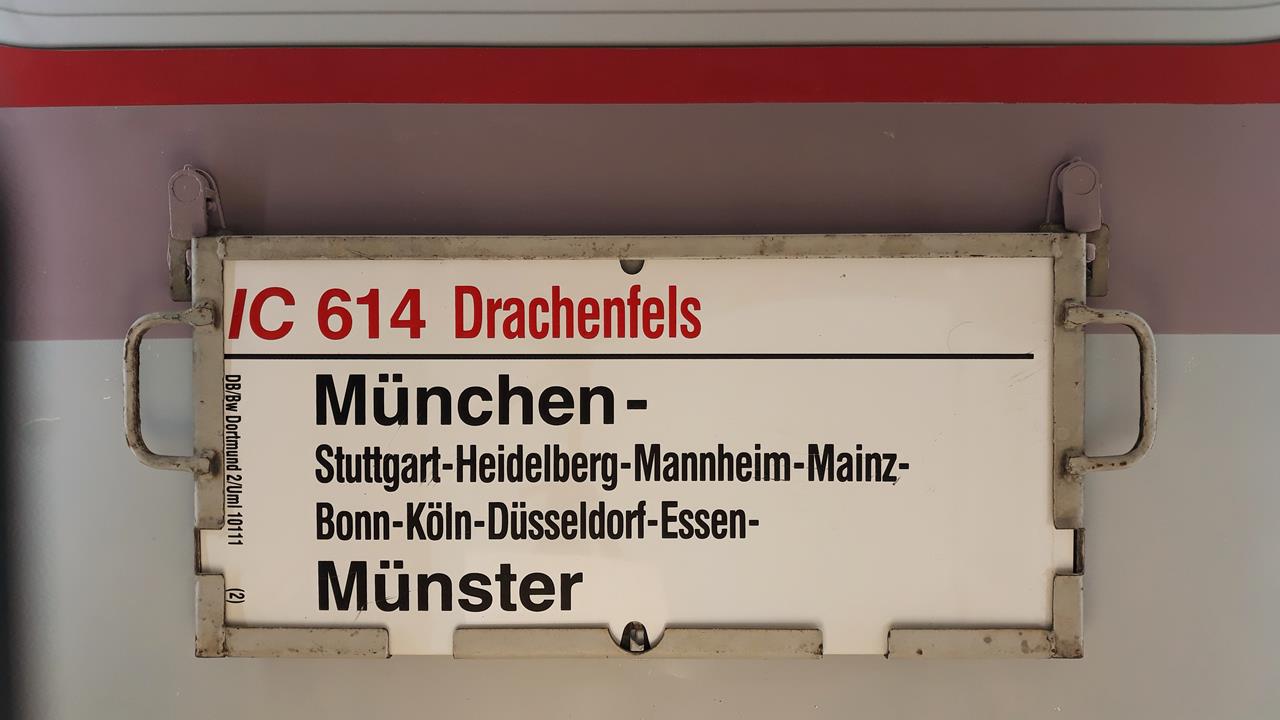 IC 614 Drachenfels
München-
Stuttgart-Heidelberg-Mannheim-Mainz-
Bonn-Köln-Düsseldorf-Essen-
Münster
DB/Bw Dortmund 2/Uml 10111 (2)